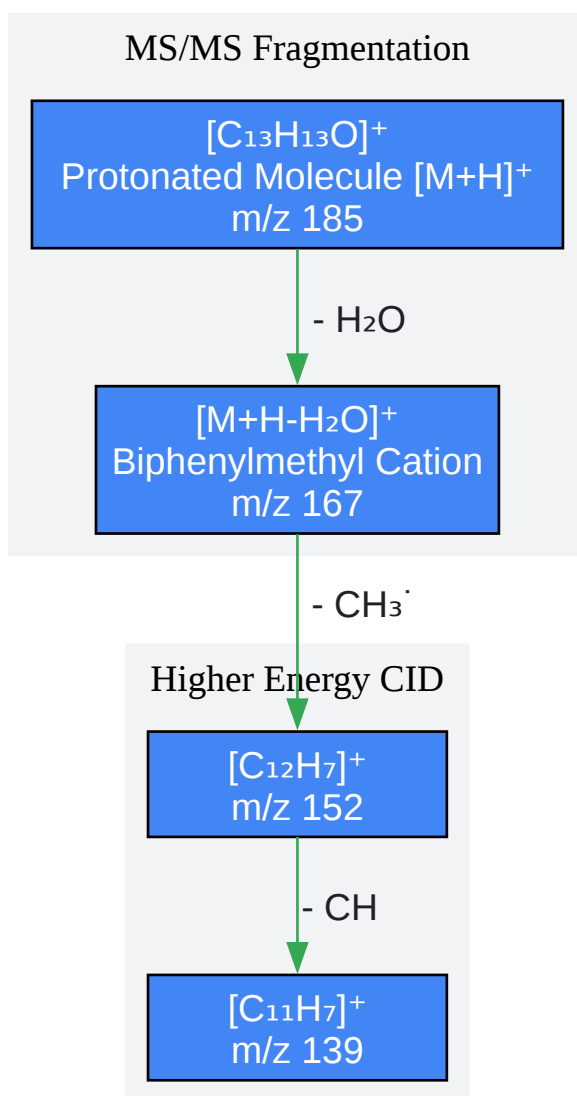 MS/MS Fragmentation
[C₁₃H₁₃O]⁺
Protonated Molecule [M+H]⁺
m/z 185
- H₂O
[M+H-H₂O]⁺
Biphenylmethyl Cation
m/z 167
- CH₃˙
Higher Energy CID
[C₁₂H₇]⁺
m/z 152
- CH
[C₁₁H₇]⁺
m/z 139